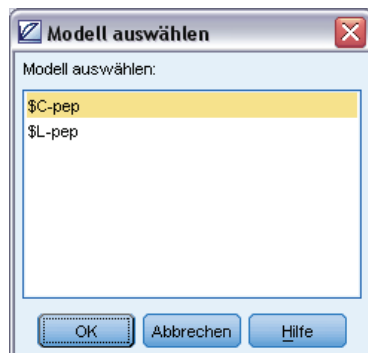 Modell auswählen
Modell auswählen:
$C-pep
$L-pep
OK Abbrechen Hilfe